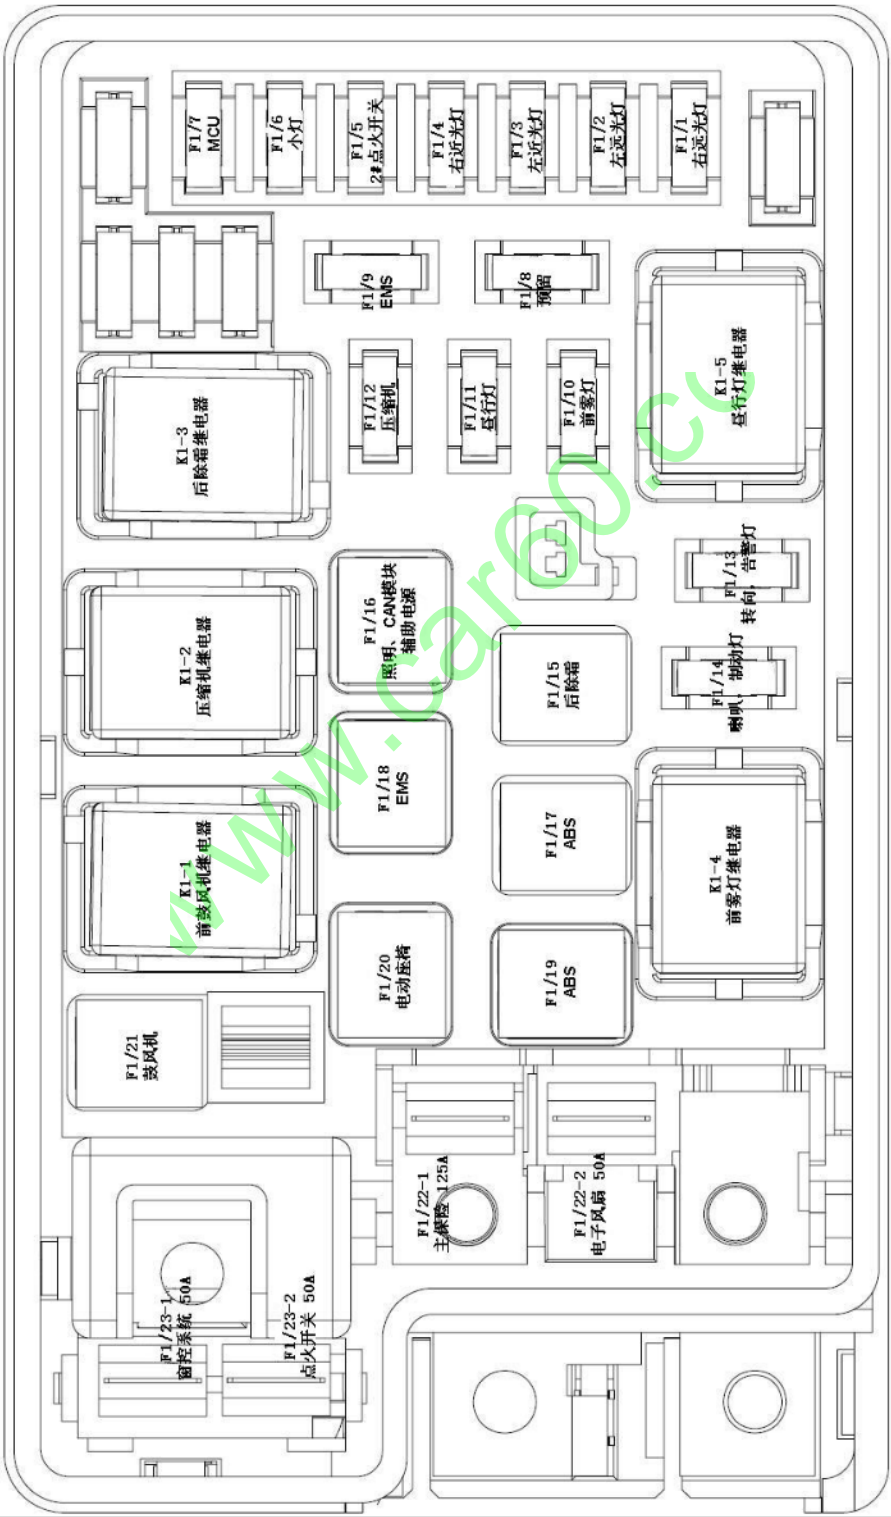 F1/7
MCU
F1/6
小灯
F1/5
2#点火开关
F1/4
右近光灯
F1/3
左近光灯
F1/2
左远光灯
F1/1
右远光灯
F1/9
EMS
F1/8
预留
K1-3
后除霜继电器
F1/12
压缩机
F1/11
昼行灯
F1/10
前雾灯
K1-5
昼行灯继电器
K1-2
压缩机继电器
F1/16
照明、CAN模块
辅助电源
F1/15
后除霜
F1/13
转向，告警灯
F1/14
喇叭，制动灯
K1-1
前鼓风机继电器
F1/18
EMS
F1/17
ABS
K1-4
前雾灯继电器
F1/20
电动座椅
F1/19
ABS
F1/21
鼓风机
F1/22-1
主保险 125A
F1/22-2
电子风扇 50A
F1/23-1
窗控系统 50A
F1/23-2
点火开关 50A
www.car60.co